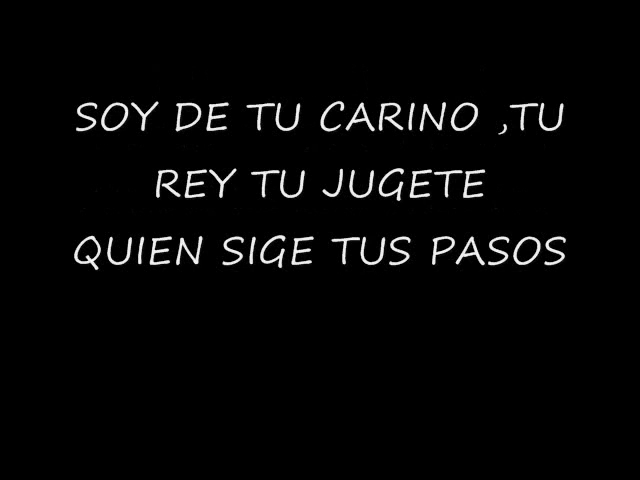 SOY DE TU CARINO ,TU
REY TU JUGETE
QUIEN SIGE TUS PASOS